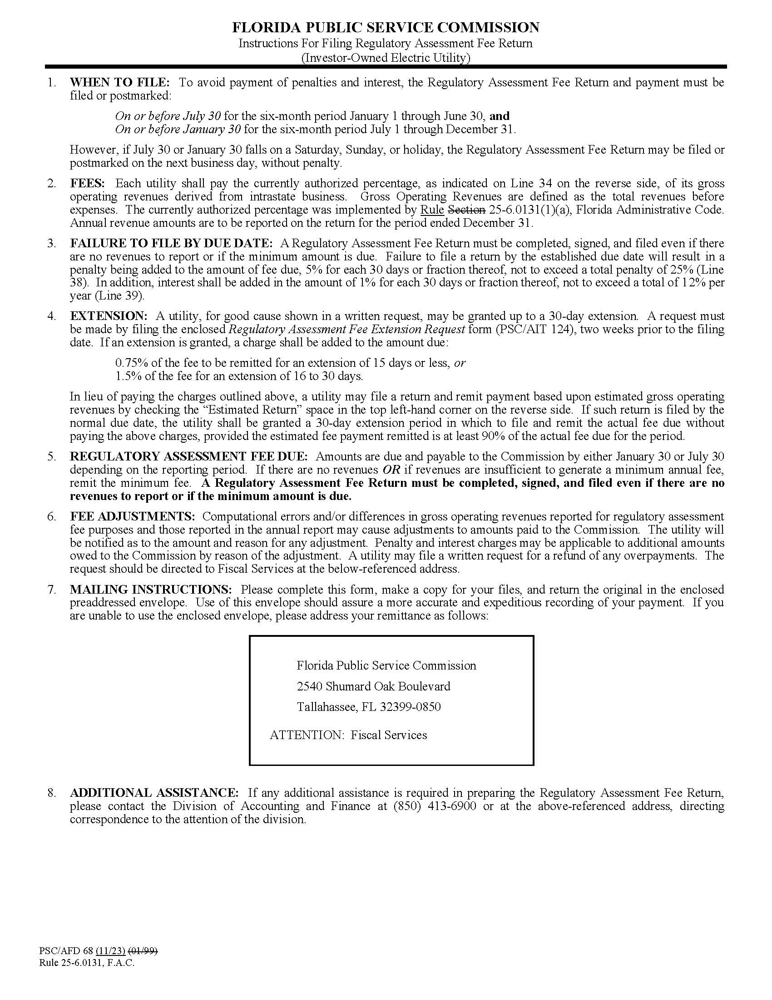 FLORIDA PUBLIC SERVICE COMMISSION
Instructions For Filing Regulatory Assessment Fee Return
(Investor-Owned Electric Utility)
1. WHEN TO FILE: To avoid payment of penalties and interest, the Regulatory Assessment Fee Return and payment must be
filed or postmarked:
On or before July 30 for the six-month period January 1 through June 30, and
On or before January 30 for the six-month period July 1 through December 31.
However, if July 30 or January 30 falls on a Saturday, Sunday, or holiday, the Regulatory Assessment Fee Return may be filed or
postmarked on the next business day, without penalty.
2. FEES: Each utility shall pay the currently authorized percentage, as indicated on Line 34 on the reverse side, of its gross
operating revenues derived from intrastate business. Gross Operating Revenues are defined as the total revenues before
expenses. The currently authorized percentage was implemented by Rule Section 25-6.0131(1)(a), Florida Administrative Code.
Annual revenue amounts are to be reported on the return for the period ended December 31.
3. FAILURE TO FILE BY DUE DATE: A Regulatory Assessment Fee Return must be completed, signed, and filed even if there
are no revenues to report or if the minimum amount is due. Failure to file a return by the established due date will result in a
penalty being added to the amount of fee due, 5% for each 30 days or fraction thereof, not to exceed a total penalty of 25% (Line
38). In addition, interest shall be added in the amount of 1% for each 30 days or fraction thereof, not to exceed a total of 12% per
year (Line 39).
4. EXTENSION: A utility, for good cause shown in a written request, may be granted up to a 30-day extension. A request must
be made by filing the enclosed Regulatory Assessment Fee Extension Request form (PSC/AIT 124), two weeks prior to the filing
date. If an extension is granted, a charge shall be added to the amount due:
0.75% of the fee to be remitted for an extension of 15 days or less, or
1.5% of the fee for an extension of 16 to 30 days.
In lieu of paying the charges outlined above, a utility may file a return and remit payment based upon estimated gross operating
revenues by checking the “Estimated Return” space in the top left-hand corner on the reverse side. If such return is filed by the
normal due date, the utility shall be granted a 30-day extension period in which to file and remit the actual fee due without
paying the above charges, provided the estimated fee payment remitted is at least 90% of the actual fee due for the period.
5. REGULATORY ASSESSMENT FEE DUE: Amounts are due and payable to the Commission by either January 30 or July 30
depending on the reporting period. If there are no revenues OR if revenues are insufficient to generate a minimum annual fee,
remit the minimum fee. A Regulatory Assessment Fee Return must be completed, signed, and filed even if there are no
revenues to report or if the minimum amount is due.
6. FEE ADJUSTMENTS: Computational errors and/or differences in gross operating revenues reported for regulatory assessment
fee purposes and those reported in the annual report may cause adjustments to amounts paid to the Commission. The utility will
be notified as to the amount and reason for any adjustment. Penalty and interest charges may be applicable to additional amounts
owed to the Commission by reason of the adjustment. A utility may file a written request for a refund of any overpayments. The
request should be directed to Fiscal Services at the below-referenced address.
7. MAILING INSTRUCTIONS: Please complete this form, make a copy for your files, and return the original in the enclosed
preaddressed envelope. Use of this envelope should assure a more accurate and expeditious recording of your payment. If you
are unable to use the enclosed envelope, please address your remittance as follows:
Florida Public Service Commission
2540 Shumard Oak Boulevard
Tallahassee, FL 32399-0850
ATTENTION: Fiscal Services
8. ADDITIONAL ASSISTANCE: If any additional assistance is required in preparing the Regulatory Assessment Fee Return,
please contact the Division of Accounting and Finance at (850) 413-6900 or at the above-referenced address, directing
correspondence to the attention of the division.
PSC/AFD 68 (11/23) (01/99)
Rule 25-6.0131, F.A.C.